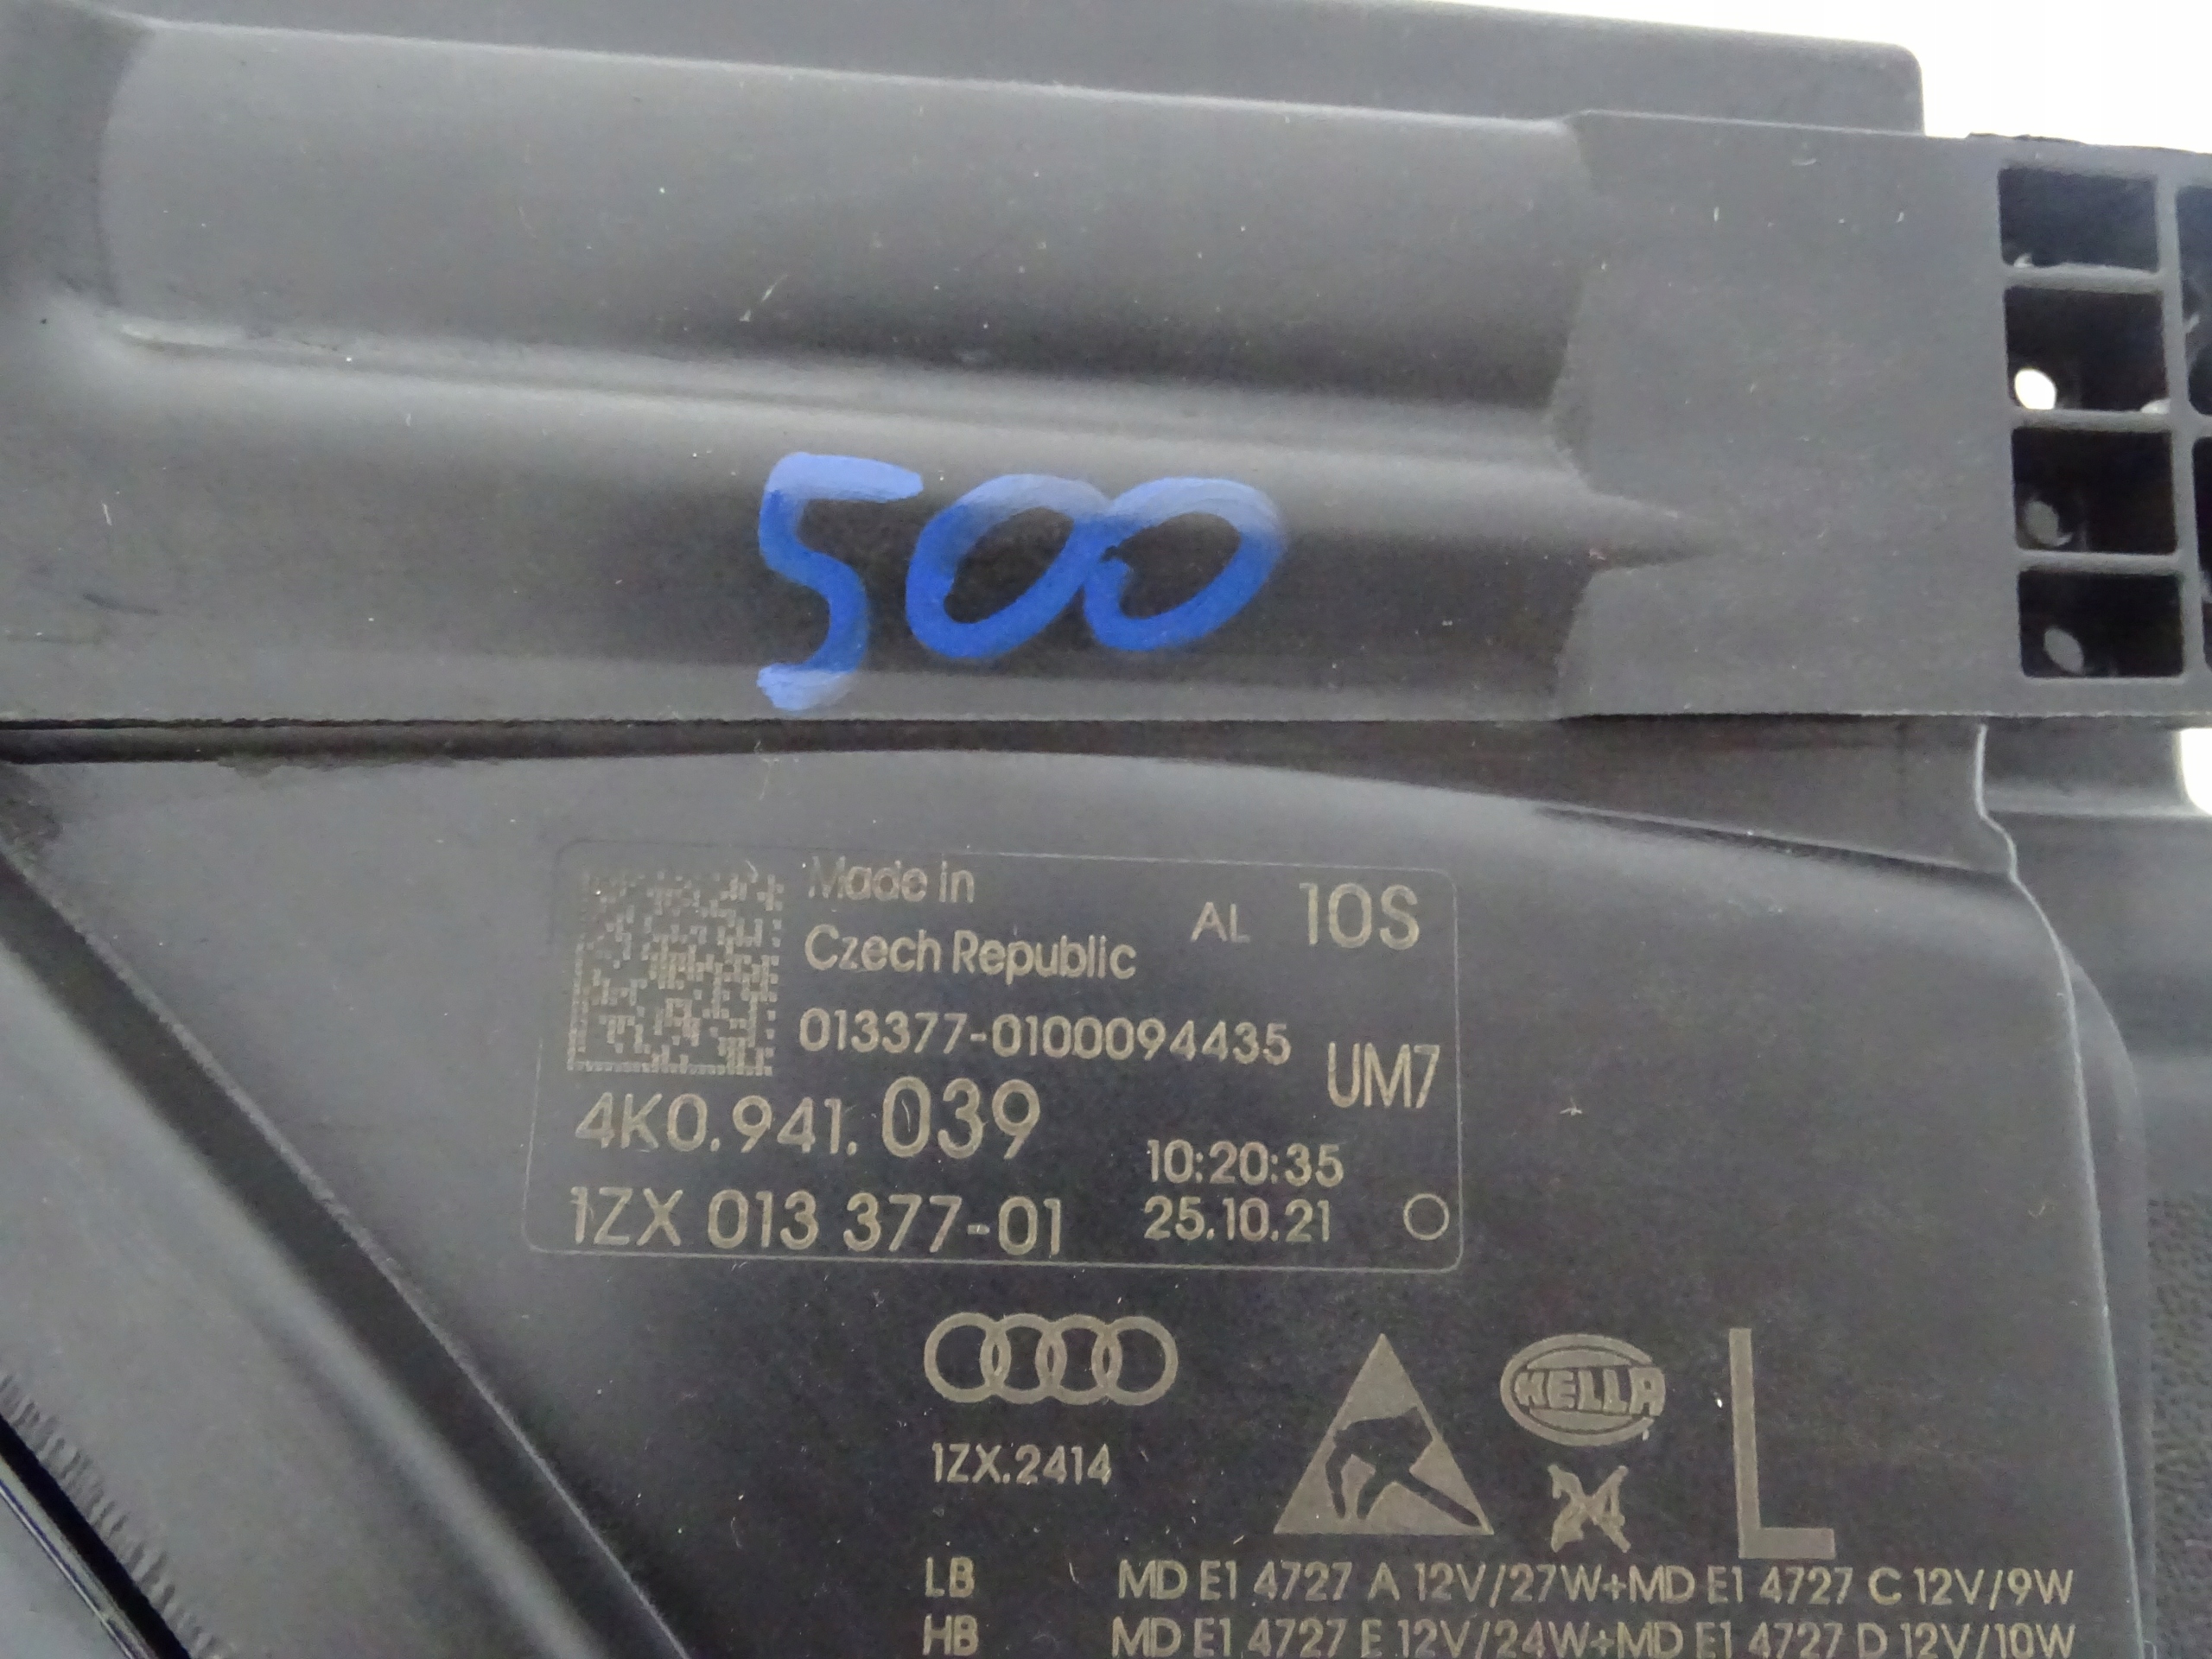 500
Made in
Czech Republic
AL 10S
013377-0100094435
UM7
4K0.941.039
10:20:35
1ZX 013 377-01
25.10.21
HELLA
L
1ZX.2414
24
LB MD E1 4727 A 12V/27W+MD E1 4727 C 12V/9W
HB MD E1 4727 E 12V/24W+MD E1 4727 D 12V/10W